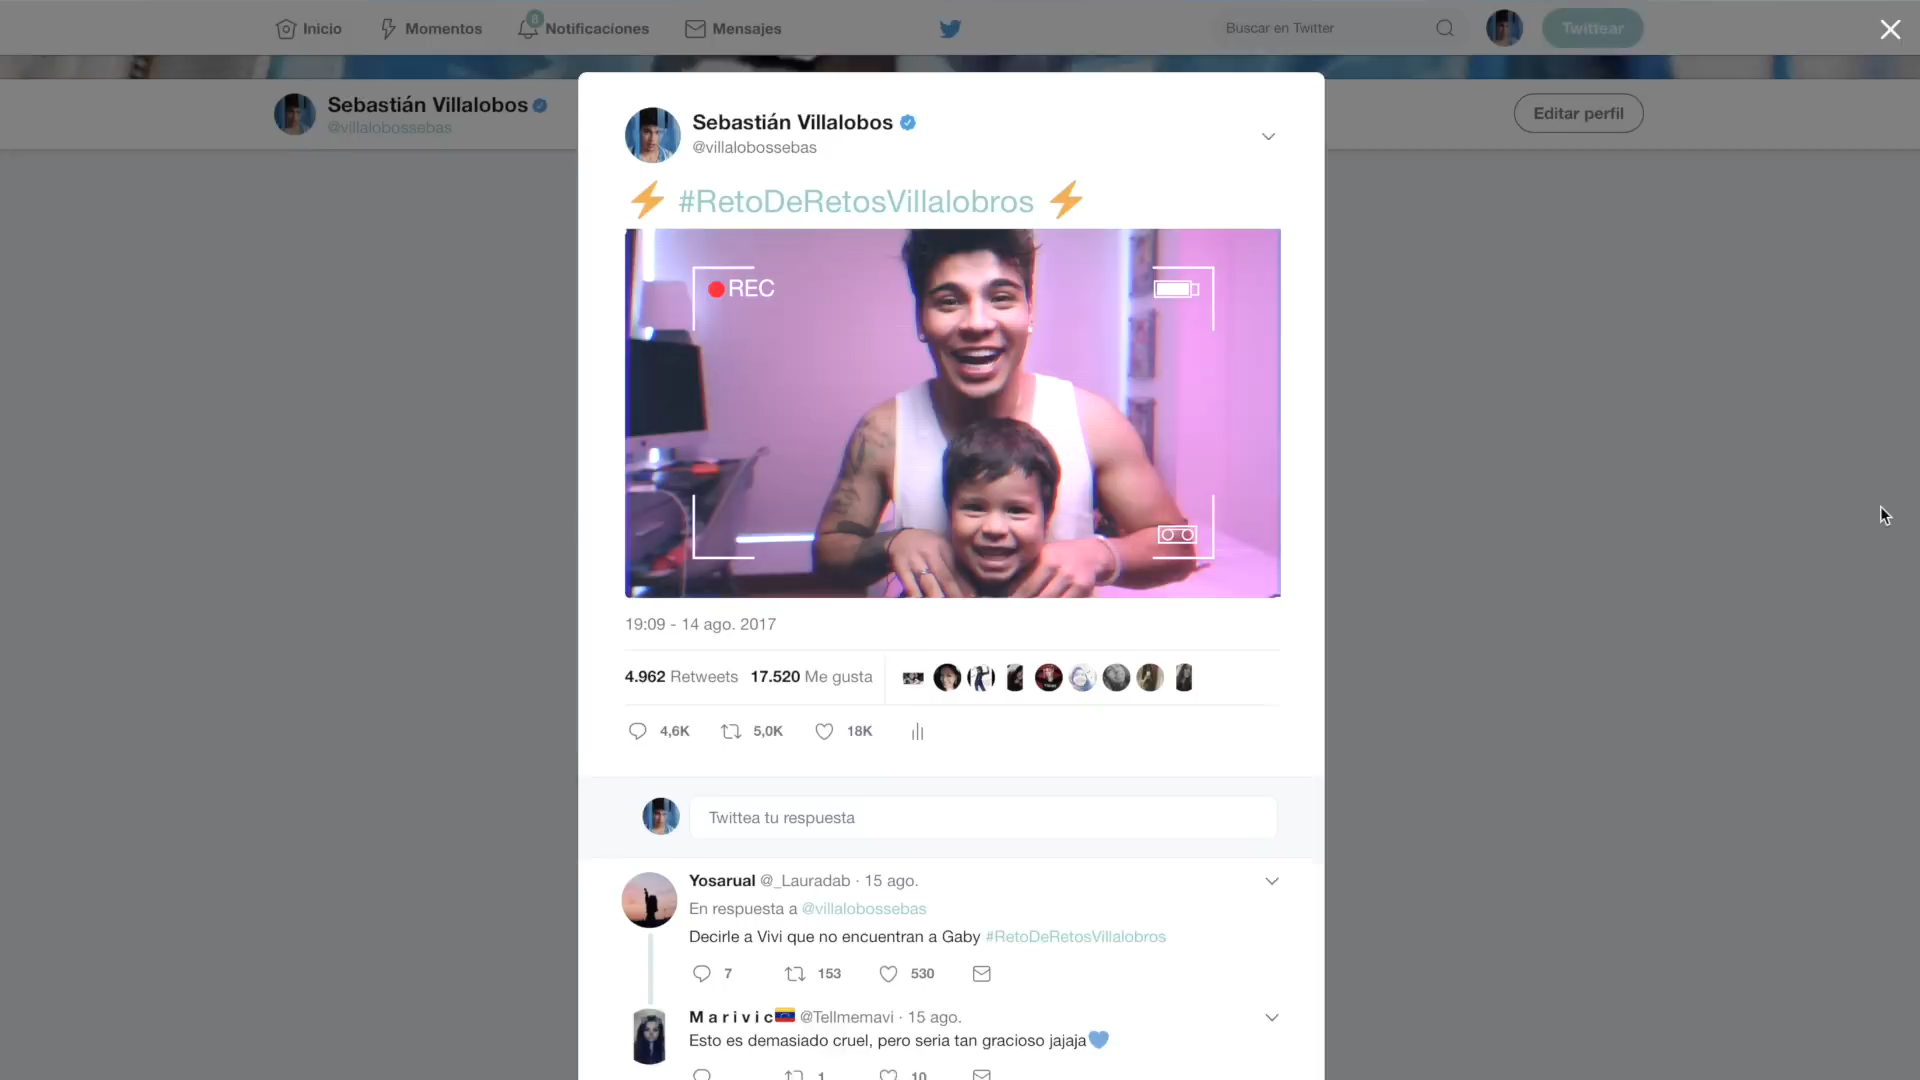 Inicio
Momentos
8
Notificaciones
Mensajes
Buscar en Twitter
Twittear
Sebastián Villalobos
@villalobossebas
Editar perfil
Sebastián Villalobos
@villalobossebas
⚡ #RetoDeRetosVillalobros ⚡
REC
19:09 - 14 ago. 2017
4.962 Retweets 17.520 Me gusta
4,6K 5,0K 18K
Twittea tu respuesta
Yosarual @_Lauradab · 15 ago.
En respuesta a @villalobossebas
Decirle a Vivi que no encuentran a Gaby #RetoDeRetosVillalobros
7 153 530
M a r i v i c🇻🇪 @Tellmemavi · 15 ago.
Esto es demasiado cruel, pero seria tan gracioso jajaja💙
1 10